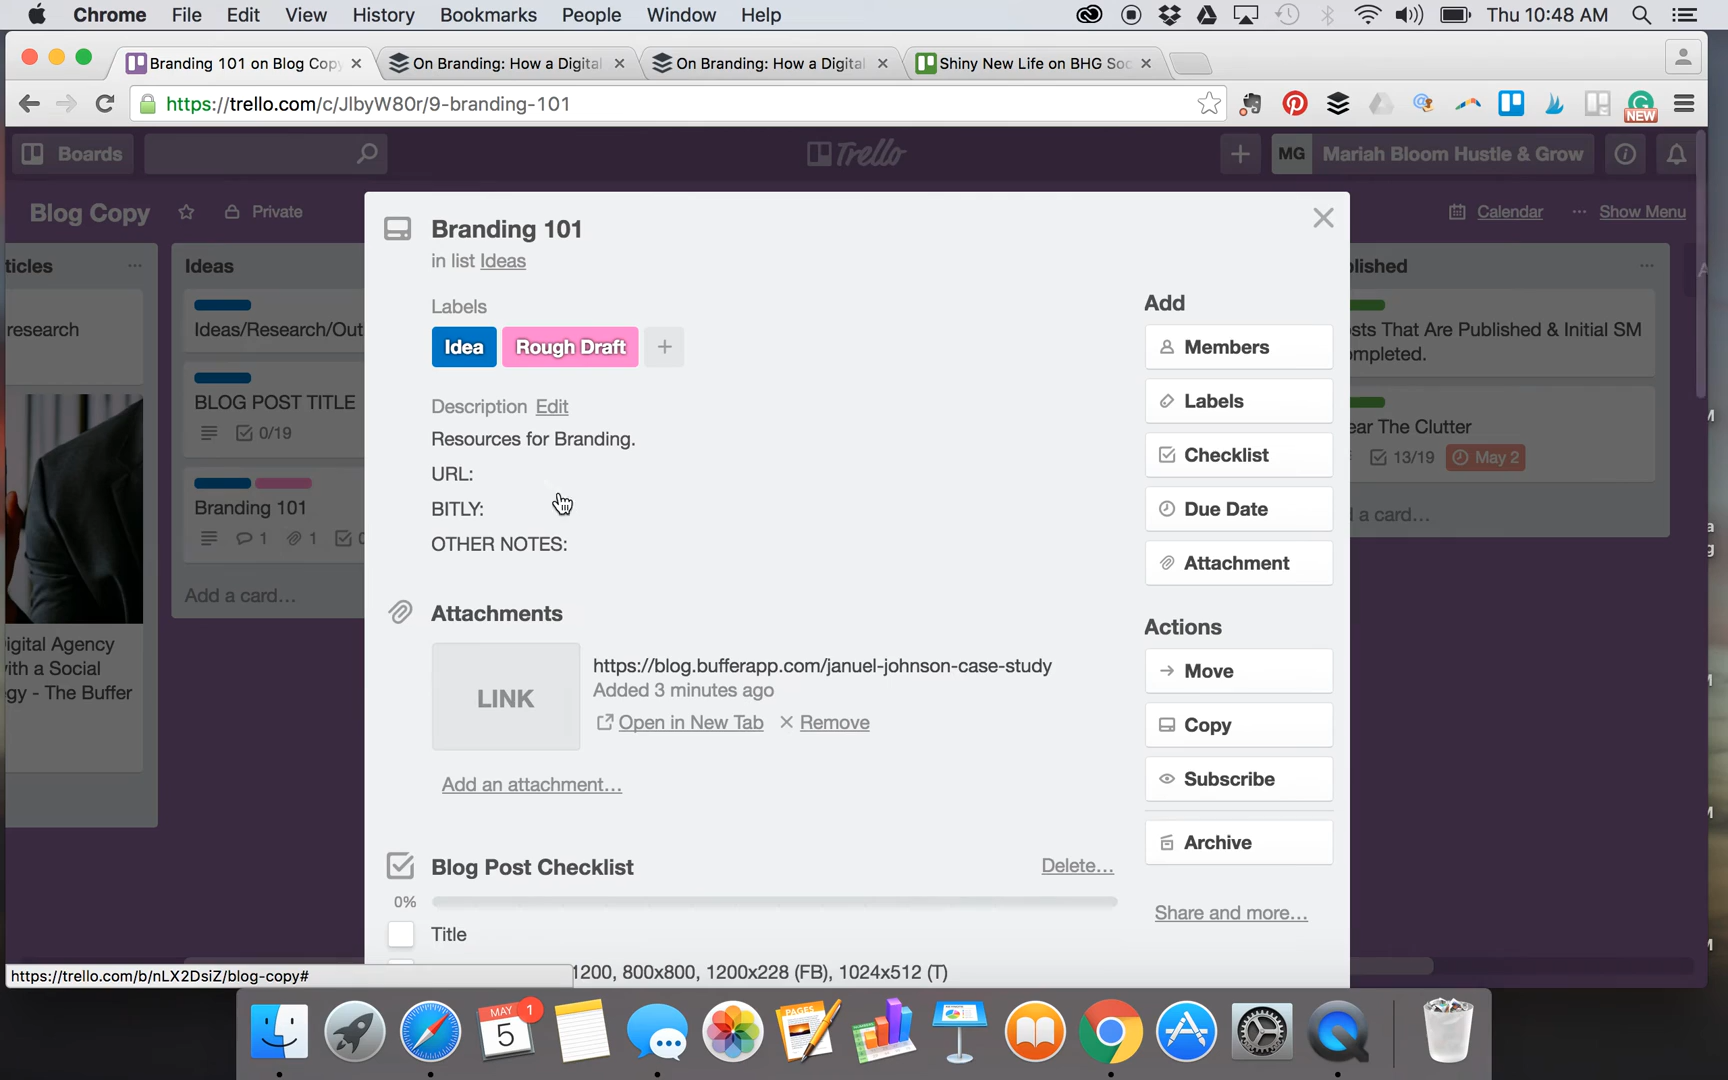 Chrome File Edit View History Bookmarks People Window Help Thu 10:48 AM
Branding 101 on Blog Copy On Branding: How a Digital On Branding: How a Digital Shiny New Life on BHG Soc
https://trello.com/c/JlbyW80r/9-branding-101 NEW
Boards Trello MG Mariah Bloom Hustle & Grow
Blog Copy Private Calendar ... Show Menu
Branding 101
in list Ideas
Labels
Idea Rough Draft +
Description Edit
Resources for Branding.
URL:
BITLY:
OTHER NOTES:
Attachments
LINK
https://blog.bufferapp.com/januel-johnson-case-study
Added 3 minutes ago
Open in New Tab Remove
Add an attachment...
Blog Post Checklist Delete...
0%
Title
1200, 800x800, 1200x228 (FB), 1024x512 (T)
Add
Members
Labels
Checklist
Due Date
Attachment
Actions
Move
Copy
Subscribe
Archive
Share and more...
ticles ...
research
igital Agency
ith a Social
gy - The Buffer
Ideas
Ideas/Research/Out
BLOG POST TITLE
0/19
Branding 101
1 1
Add a card...
lished ...
sts That Are Published & Initial SM
mpleted.
ear The Clutter
13/19 May 2
a card...
https://trello.com/b/nLX2DsiZ/blog-copy#
MAY
5
1
PAGES